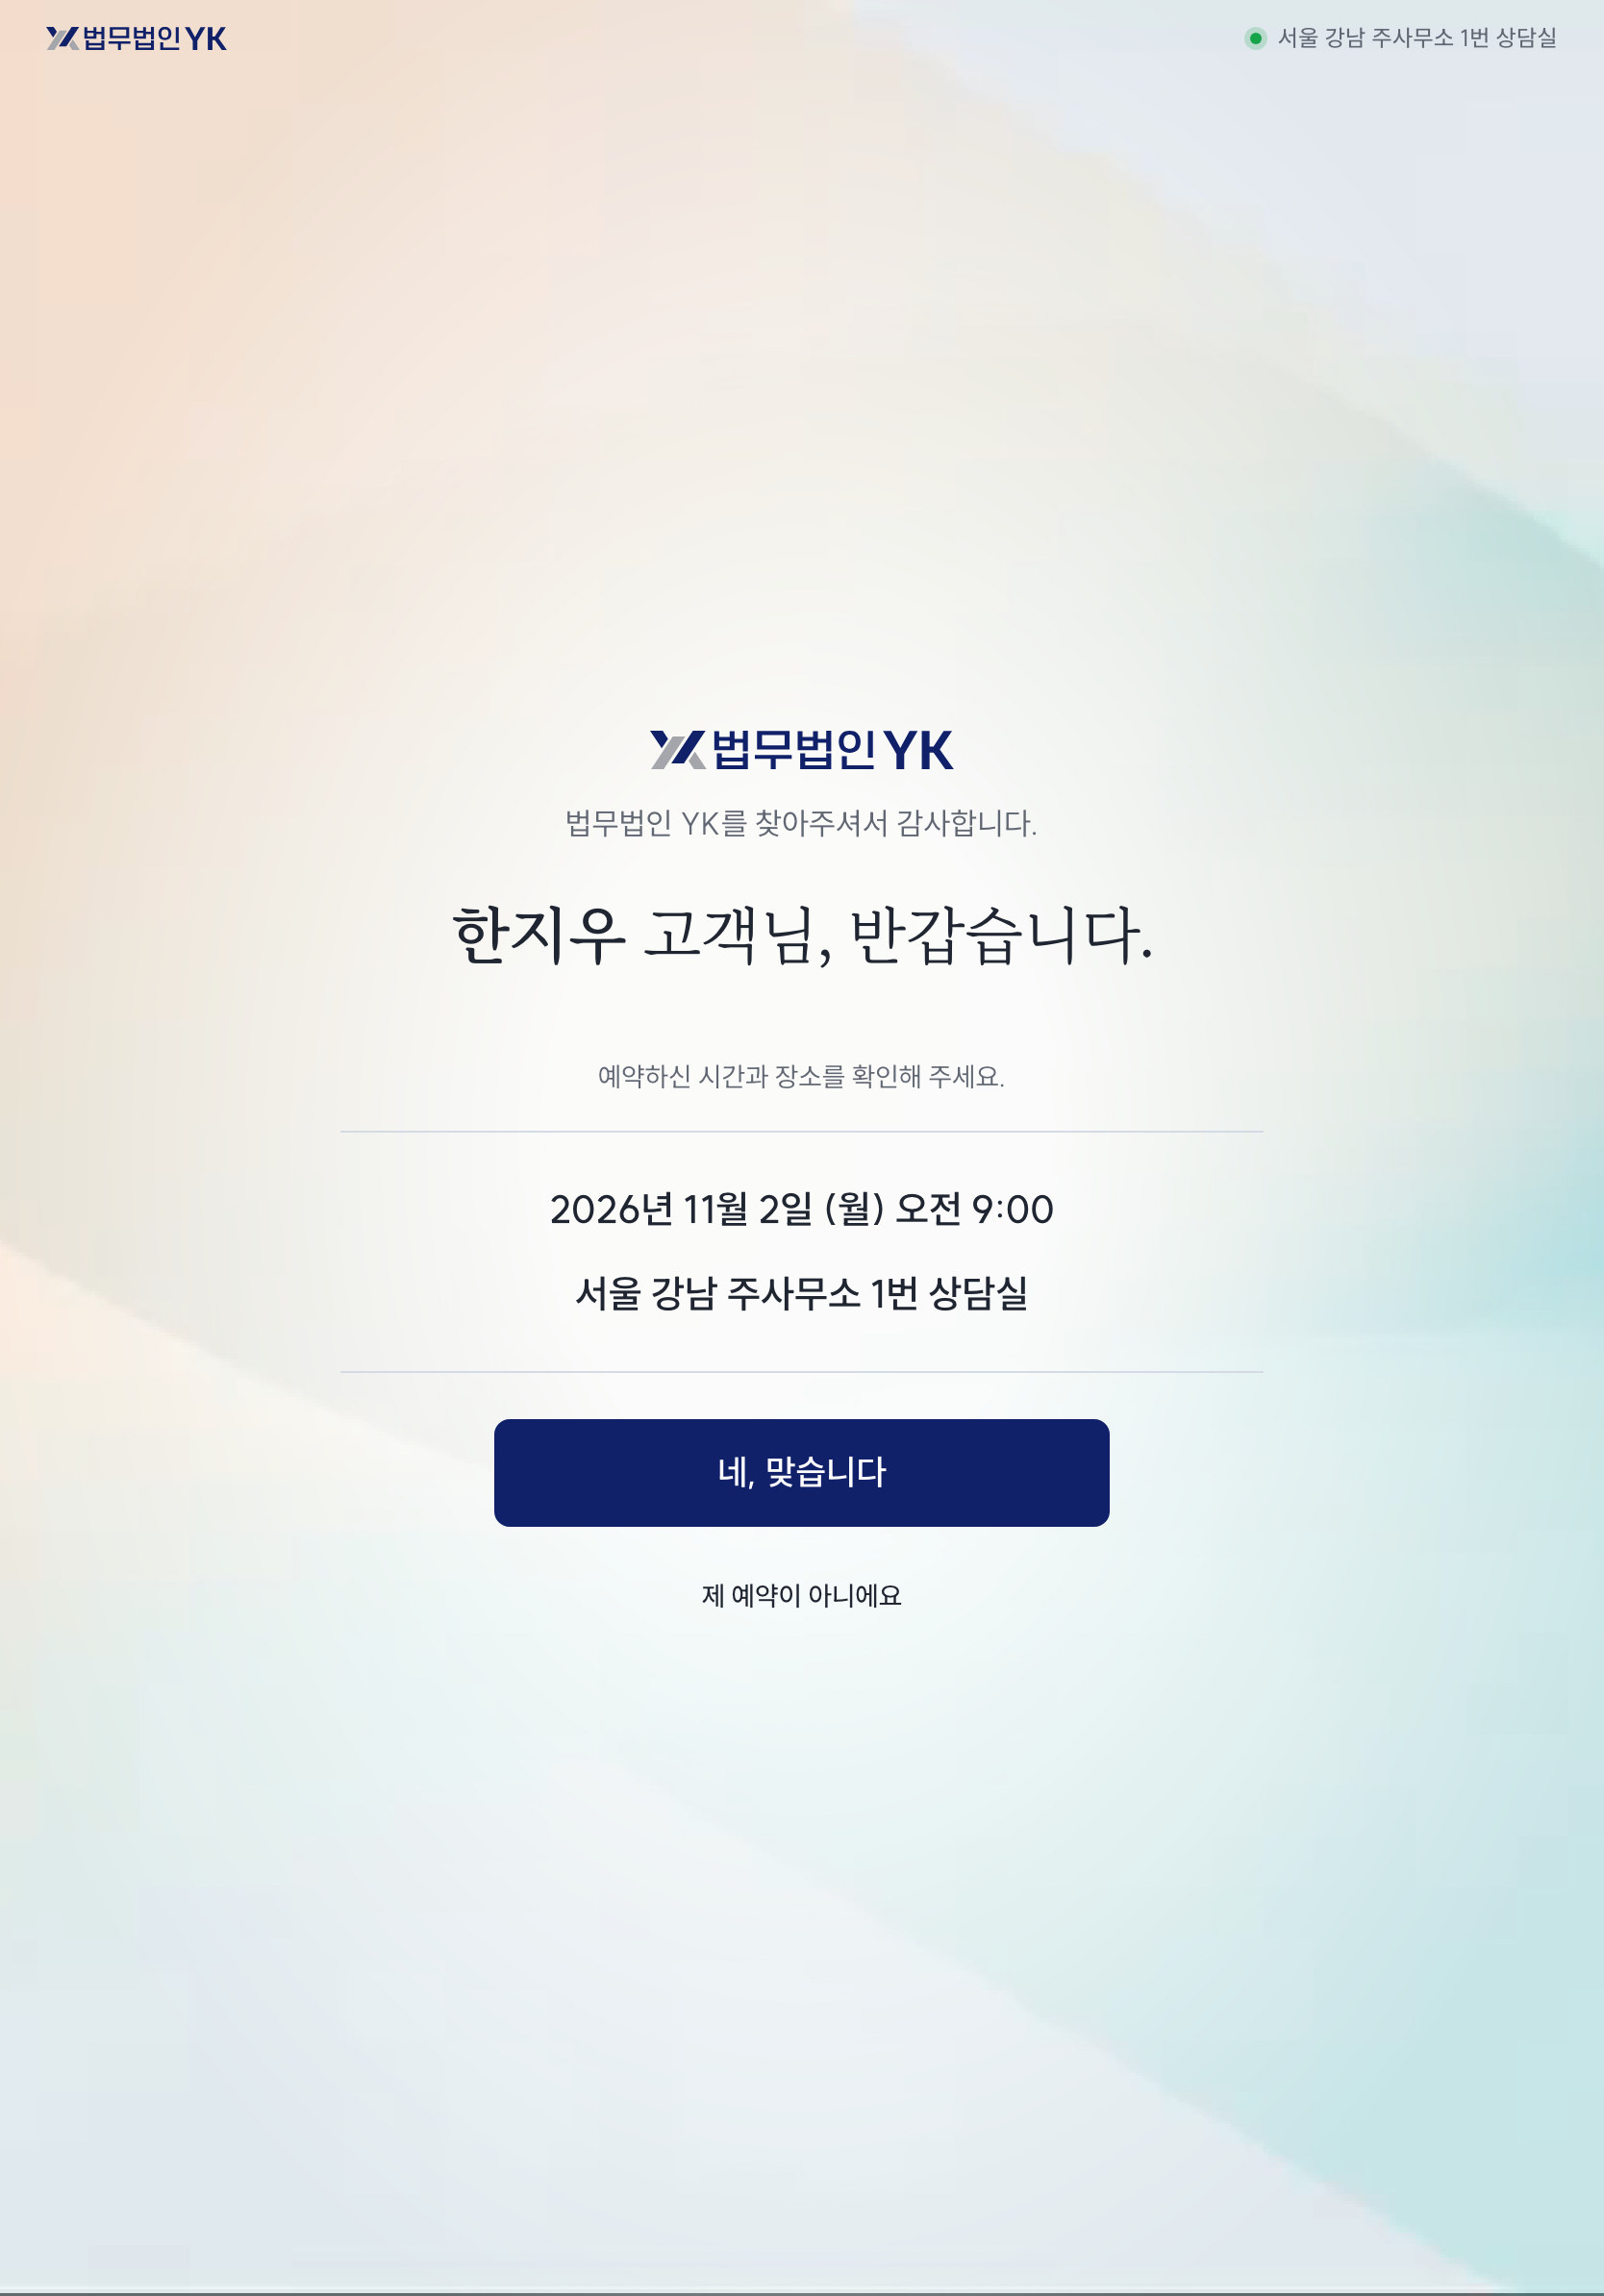 법무법인 YK
서울 강남 주사무소 1번 상담실
법무법인 YK
법무법인 YK를 찾아주셔서 감사합니다.
한지우 고객님, 반갑습니다.
예약하신 시간과 장소를 확인해 주세요.
2026년 11월 2일 (월) 오전 9:00
서울 강남 주사무소 1번 상담실
네, 맞습니다
제 예약이 아니에요